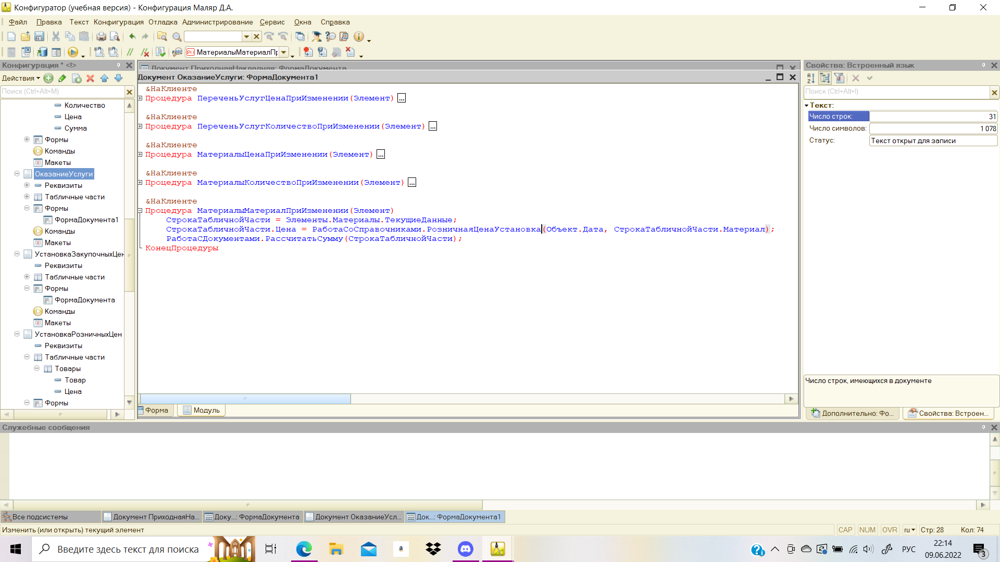 Конфигуратор (учебная версия) - Конфигурация Маляр Д.А.
Файл Правка Текст Конфигурация Отладка Администрирование Сервис Окна Справка
МатериалыМатериалПр
Конфигурация * <!>
Действия
Поиск (Ctrl+Alt+M)
Количество
Цена
Сумма
Формы
Команды
Макеты
ОказаниеУслуги
Реквизиты
Табличные части
Формы
ФормаДокумента1
Команды
Макеты
УстановкаЗакупочныхЦен
Реквизиты
Табличные части
Формы
ФормаДокумента
Команды
Макеты
УстановкаРозничныхЦен
Реквизиты
Табличные части
Товары
Товар
Цена
Формы
Документ ПриходнаяНакладная: ФормаДокумента
Документ ОказаниеУслуги: ФормаДокумента1
&НаКлиенте
Процедура ПереченьУслугЦенаПриИзменении(Элемент) ...
&НаКлиенте
Процедура ПереченьУслугКоличествоПриИзменении(Элемент) ...
&НаКлиенте
Процедура МатериалыЦенаПриИзменении(Элемент) ...
&НаКлиенте
Процедура МатериалыКоличествоПриИзменении(Элемент) ...
&НаКлиенте
Процедура МатериалыМатериалПриИзменении(Элемент)
СтрокаТабличнойЧасти = Элементы.Материалы.ТекущиеДанные;
СтрокаТабличнойЧасти.Цена = РаботаСоСправочниками.РозничнаяЦенаУстановка(Объект.Дата, СтрокаТабличнойЧасти.Материал);
РаботаСДокументами.РассчитатьСумму(СтрокаТабличнойЧасти);
КонецПроцедуры
Форма
Модуль
Свойства: Встроенный язык
Поиск (Ctrl+Alt+I)
Текст:
Число строк: 31
Число символов: 1 078
Статус: Текст открыт для записи
Число строк, имеющихся в документе
Дополнительно: Фо...
Свойства: Встроен...
Служебные сообщения
Все подсистемы
Документ ПриходнаяНа...
Доку...: ФормаДокумента
Документ ОказаниеУсл...
Док...: ФормаДокумента1
Изменить (или открыть) текущий элемент
CAP NUM OVR ru Стр: 28 Кол: 74
Введите здесь текст для поиска
a
РУС
22:14
09.06.2022
3